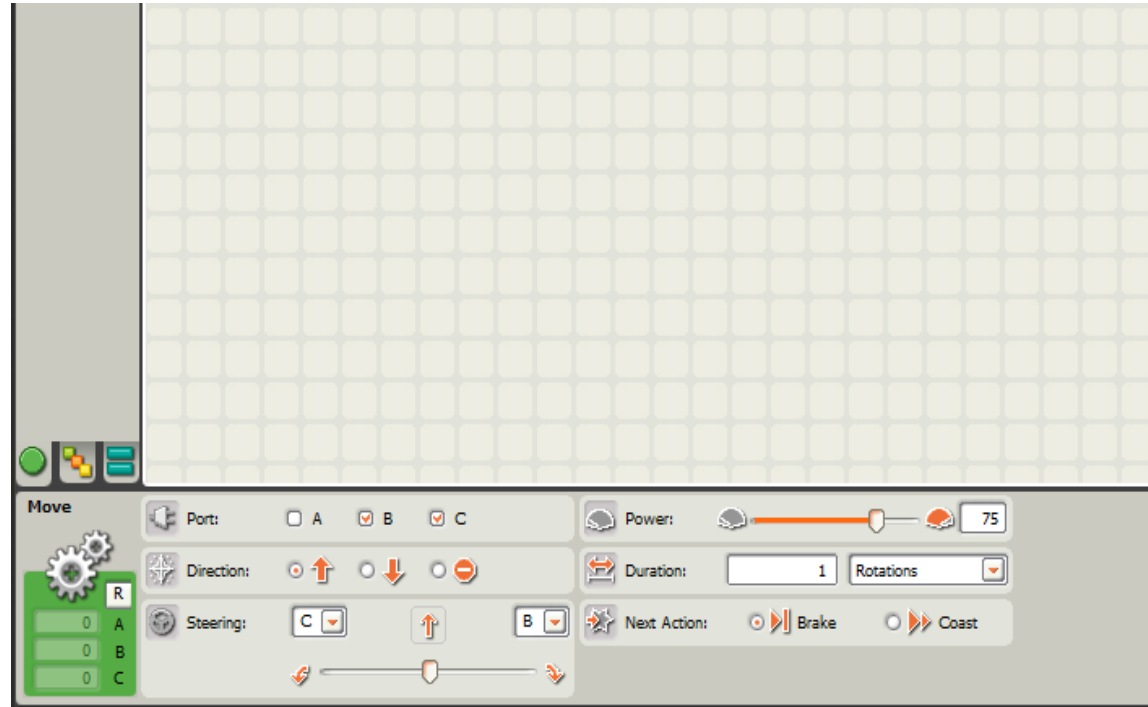 Move
R
0 A
0 B
0 C
Port: A B C
Direction:
Steering: C B
Power: 75
Duration: 1 Rotations
Next Action: Brake Coast